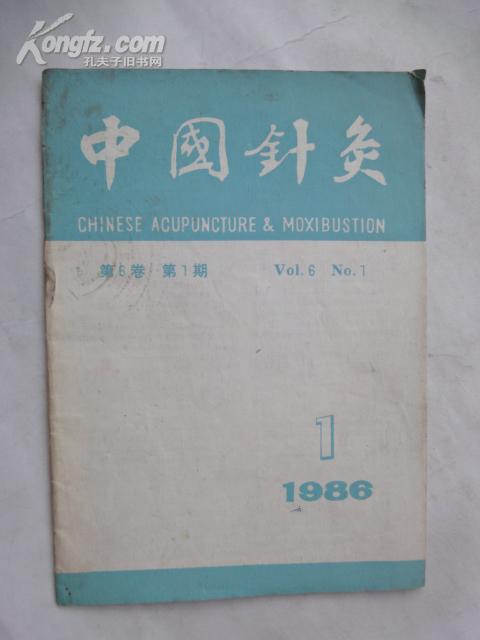 Kongfz.com
孔夫子旧书网
中國針灸
CHINESE ACUPUNCTURE & MOXIBUSTION
第6卷 第1期 Vol.6 No.1
1
1986